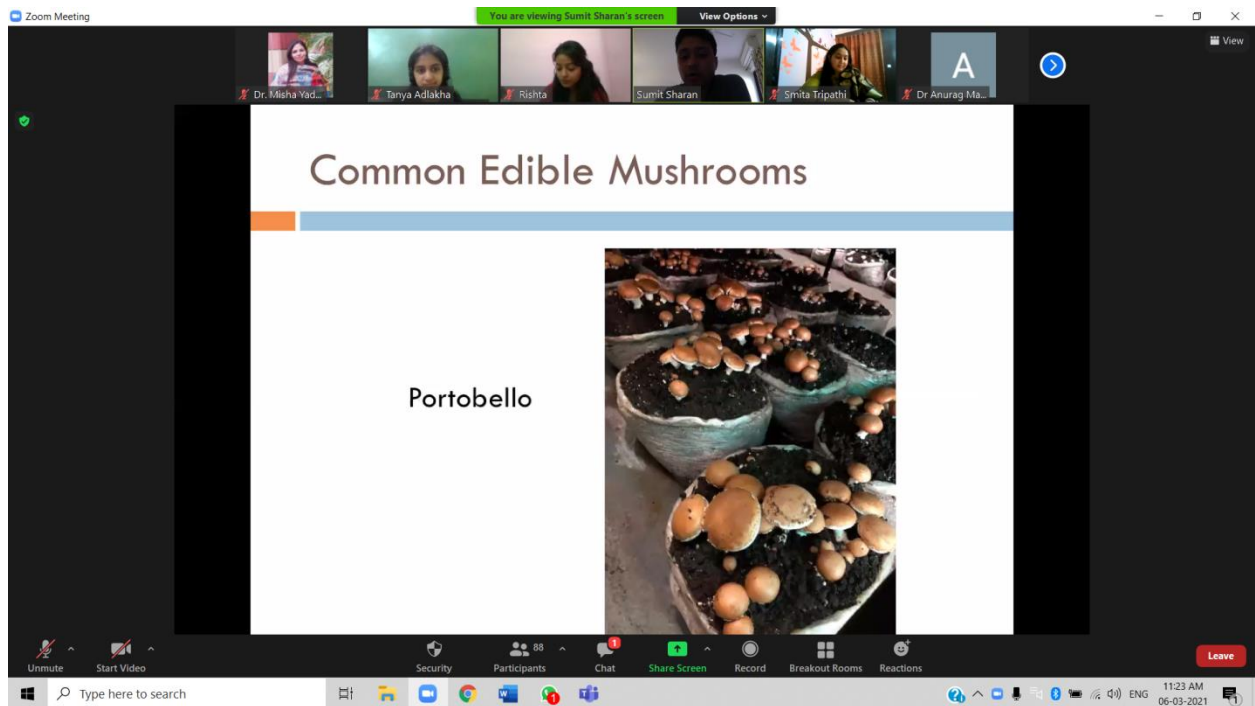 Zoom Meeting
You are viewing Sumit Sharan's screen
View Options
View
Dr. Misha Yad...
Tanya Adlakha
Rishta
Sumit Sharan
Smita Tripathi
A
Dr Anurag Ma...
Common Edible Mushrooms
Portobello
Unmute
Start Video
Security
88
Participants
1
Chat
Share Screen
Record
Breakout Rooms
Reactions
Leave
Type here to search
1
ENG
11:23 AM
06-03-2021
1